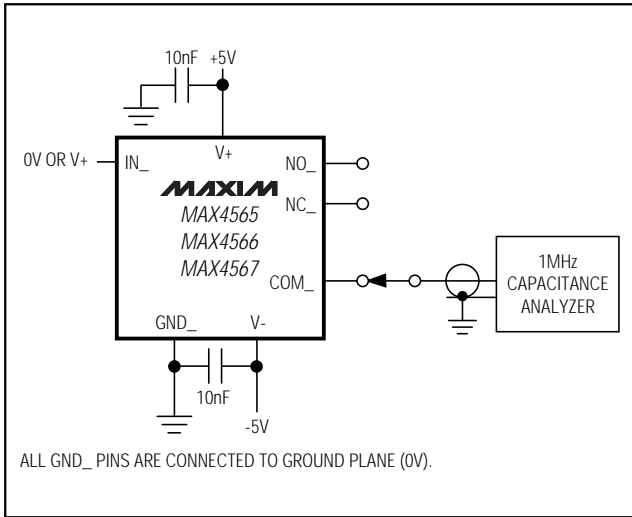 10nF +5V
0V OR V+
IN_
V+
NO_
MAXIM
NC_
MAX4565
MAX4566
MAX4567
COM_
1MHz
CAPACITANCE
ANALYZER
GND_
V-
10nF
-5V
ALL GND_ PINS ARE CONNECTED TO GROUND PLANE (0V).